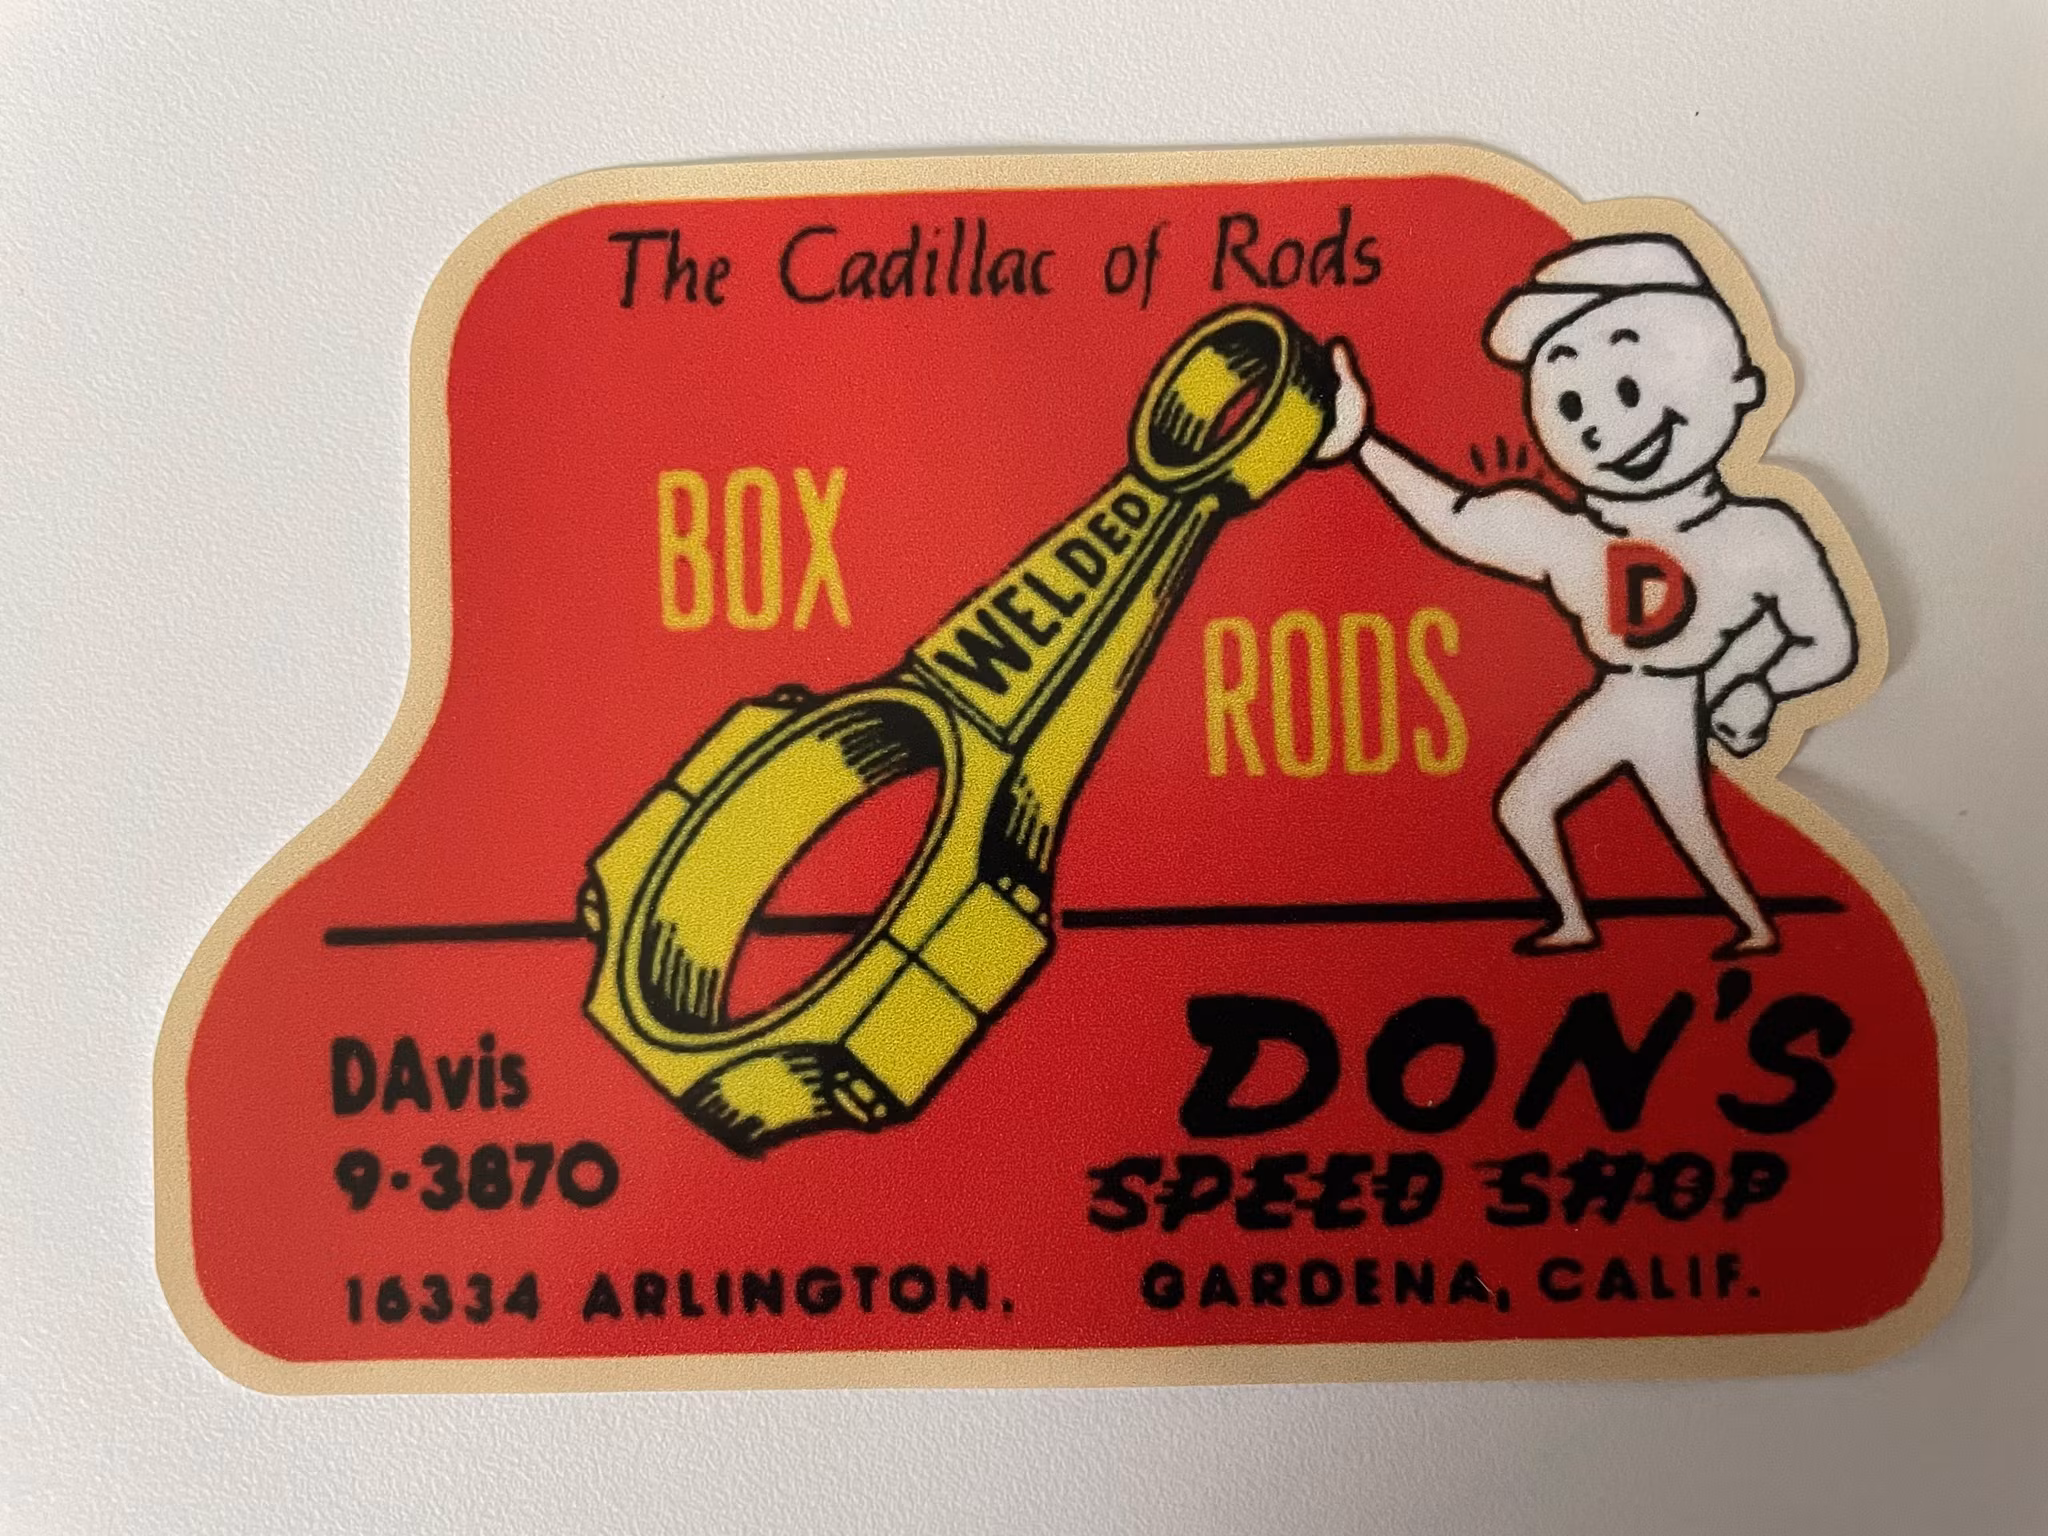 The Cadillac of Rods
BOX
WELDED
RODS
D
DAvis
9-3870
DON'S
SPEED SHOP
16334 ARLINGTON. GARDENA, CALIF.